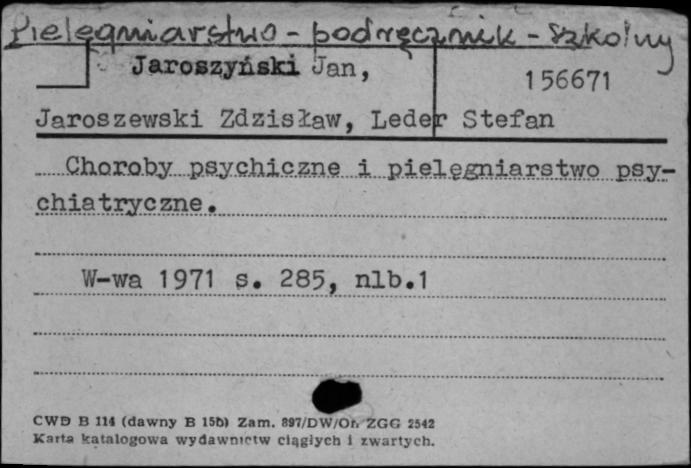 Pielęgniarstwo - podręcznik - szkolny
Jaroszyński Jan,
156671
Jaroszewski Zdzisław, Leder Stefan
Choroby psychiczne i pielęgniarstwo psy-
chiatryczne.
W-wa 1971 s. 285, nlb.1
CWD B 114 (dawny B 15b) Zam. 897/DW/Or. ZGG 2542
Karta katalogowa wydawnictw ciągłych i zwartych.